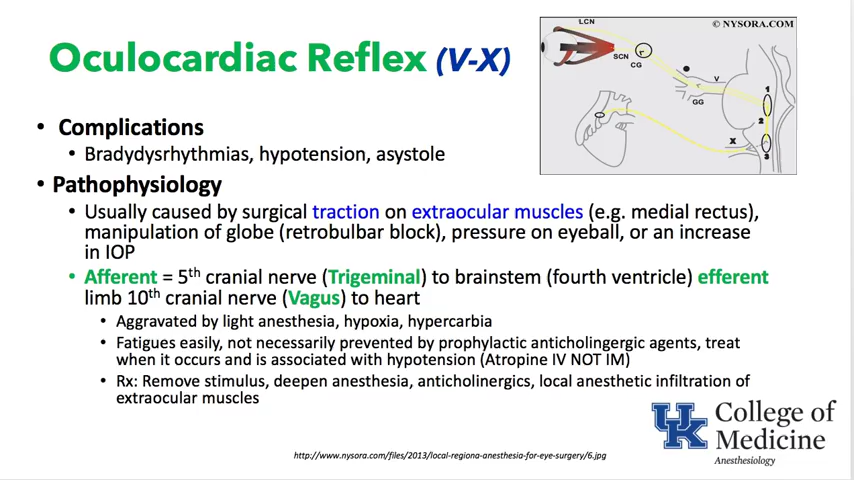 Oculocardiac Reflex (V-X)
LCN
© NYSORA.COM
SCN
CG
r
V
GG
1
2
X
3
• Complications
• Bradydysrhythmias, hypotension, asystole
• Pathophysiology
• Usually caused by surgical traction on extraocular muscles (e.g. medial rectus),
manipulation of globe (retrobulbar block), pressure on eyeball, or an increase
in IOP
• Afferent = 5th cranial nerve (Trigeminal) to brainstem (fourth ventricle) efferent
limb 10th cranial nerve (Vagus) to heart
• Aggravated by light anesthesia, hypoxia, hypercarbia
• Fatigues easily, not necessarily prevented by prophylactic anticholingergic agents, treat
when it occurs and is associated with hypotension (Atropine IV NOT IM)
• Rx: Remove stimulus, deepen anesthesia, anticholinergics, local anesthetic infiltration of
extraocular muscles
UK
College of
Medicine
Anesthesiology
http://www.nysora.com/files/2013/local-regiona-anesthesia-for-eye-surgery/6.jpg